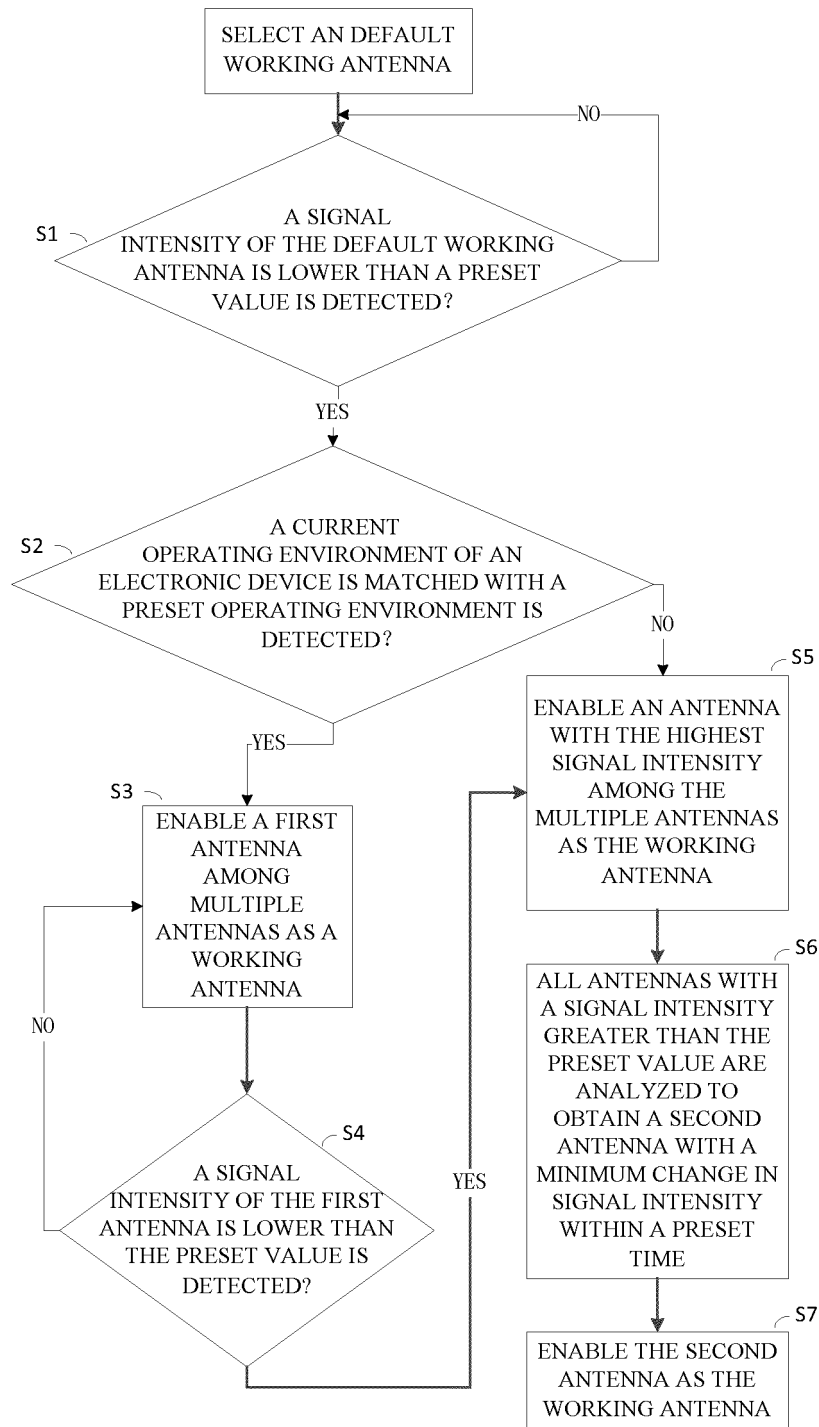 SELECT AN DEFAULT
WORKING ANTENNA
NO
S1
A SIGNAL
INTENSITY OF THE DEFAULT WORKING
ANTENNA IS LOWER THAN A PRESET
VALUE IS DETECTED?
YES
S2
A CURRENT
OPERATING ENVIRONMENT OF AN
ELECTRONIC DEVICE IS MATCHED WITH A
PRESET OPERATING ENVIRONMENT IS
DETECTED?
NO
YES
S3
ENABLE A FIRST
ANTENNA
AMONG
MULTIPLE
ANTENNAS AS A
WORKING
ANTENNA
NO
S4
A SIGNAL
INTENSITY OF THE FIRST
ANTENNA IS LOWER THAN
THE PRESET VALUE IS
DETECTED?
YES
S5
ENABLE AN ANTENNA
WITH THE HIGHEST
SIGNAL INTENSITY
AMONG THE
MULTIPLE ANTENNAS
AS THE WORKING
ANTENNA
S6
ALL ANTENNAS WITH
A SIGNAL INTENSITY
GREATER THAN THE
PRESET VALUE ARE
ANALYZED TO
OBTAIN A SECOND
ANTENNA WITH A
MINIMUM CHANGE IN
SIGNAL INTENSITY
WITHIN A PRESET
TIME
S7
ENABLE THE SECOND
ANTENNA AS THE
WORKING ANTENNA